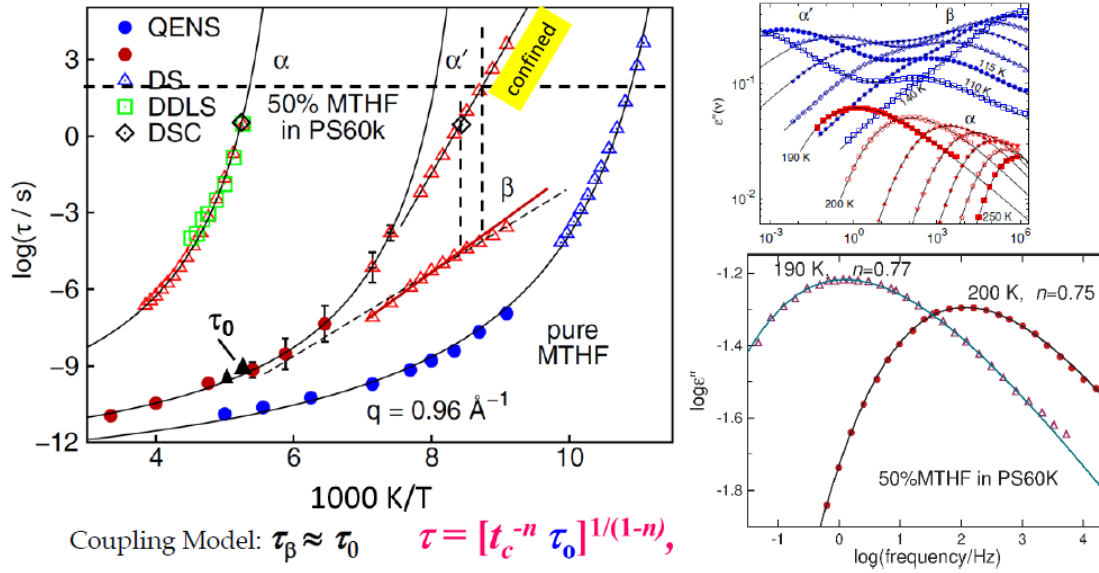 QENS
DS
DDLS
DSC
α
α′
confined
50% MTHF
in PS60k
β
τ₀
pure
MTHF
q = 0.96 Å⁻¹
log(τ / s)
3
0
−3
−6
−9
−12
4 6 8 10
1000 K/T
Coupling Model: τβ ≈ τ₀ τ = [t_c⁻ⁿ τₒ]^1/(1-n),
α′
β
115 K
110 K
140 K
α
190 K
200 K
250 K
ε″(ν)
10⁻¹
10⁻²
10⁻³ 10⁰ 10³ 10⁶
190 K, n=0.77
200 K, n=0.75
50%MTHF in PS60K
logε″
-1.2
-1.4
-1.6
-1.8
-1 0 1 2 3 4
log(frequency/Hz)